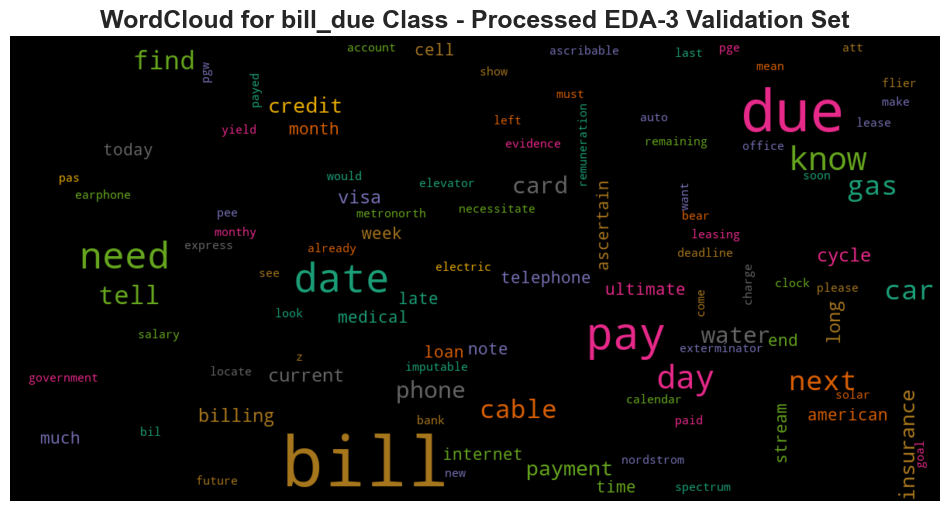 WordCloud for bill_due Class - Processed EDA-3 Validation Set
account
cell
ascribable
last
pge
att
find
pgw
payed
show
mean
flier
credit
must
due
make
yield
month
left
remuneration
auto
lease
today
evidence
remaining
office
know
pas
earphone
would
elevator
card
soon
gas
visa
metronorth
necessitate
ascertain
want
pee
bear
monthy
express
week
already
leasing
deadline
cycle
need
see
date
electric
telephone
charge
clock
please
car
tell
late
ultimate
come
long
look
medical
salary
pay
water
end
z
loan
note
exterminator
government
locate
current
imputable
day
next
phone
calendar
solar
billing
cable
american
insurance
much
bil
bank
paid
stream
bill
internet
payment
nordstrom
goal
future
new
time
spectrum